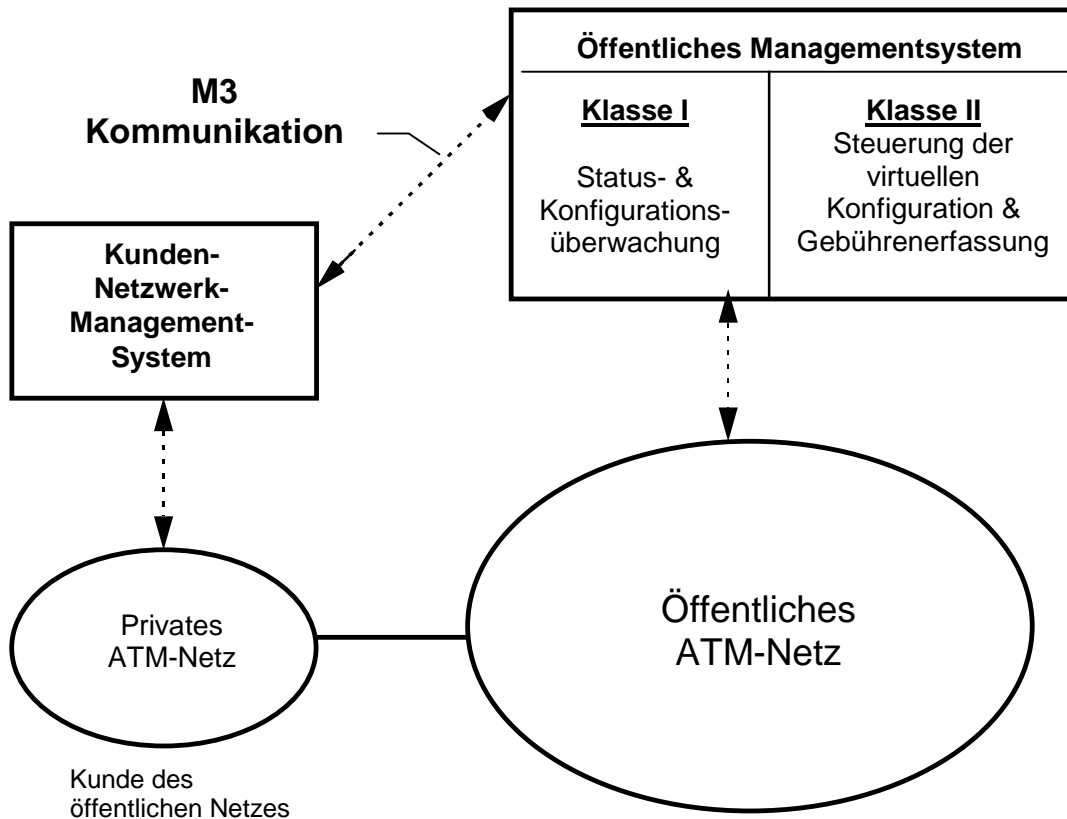 Öffentliches Managementsystem
M3
Kommunikation
Klasse I
Status- &
Konfigurations-
überwachung
Klasse II
Steuerung der
virtuellen
Konfiguration &
Gebührenerfassung
Kunden-
Netzwerk-
Management-
System
Privates
ATM-Netz
Öffentliches
ATM-Netz
Kunde des
öffentlichen Netzes